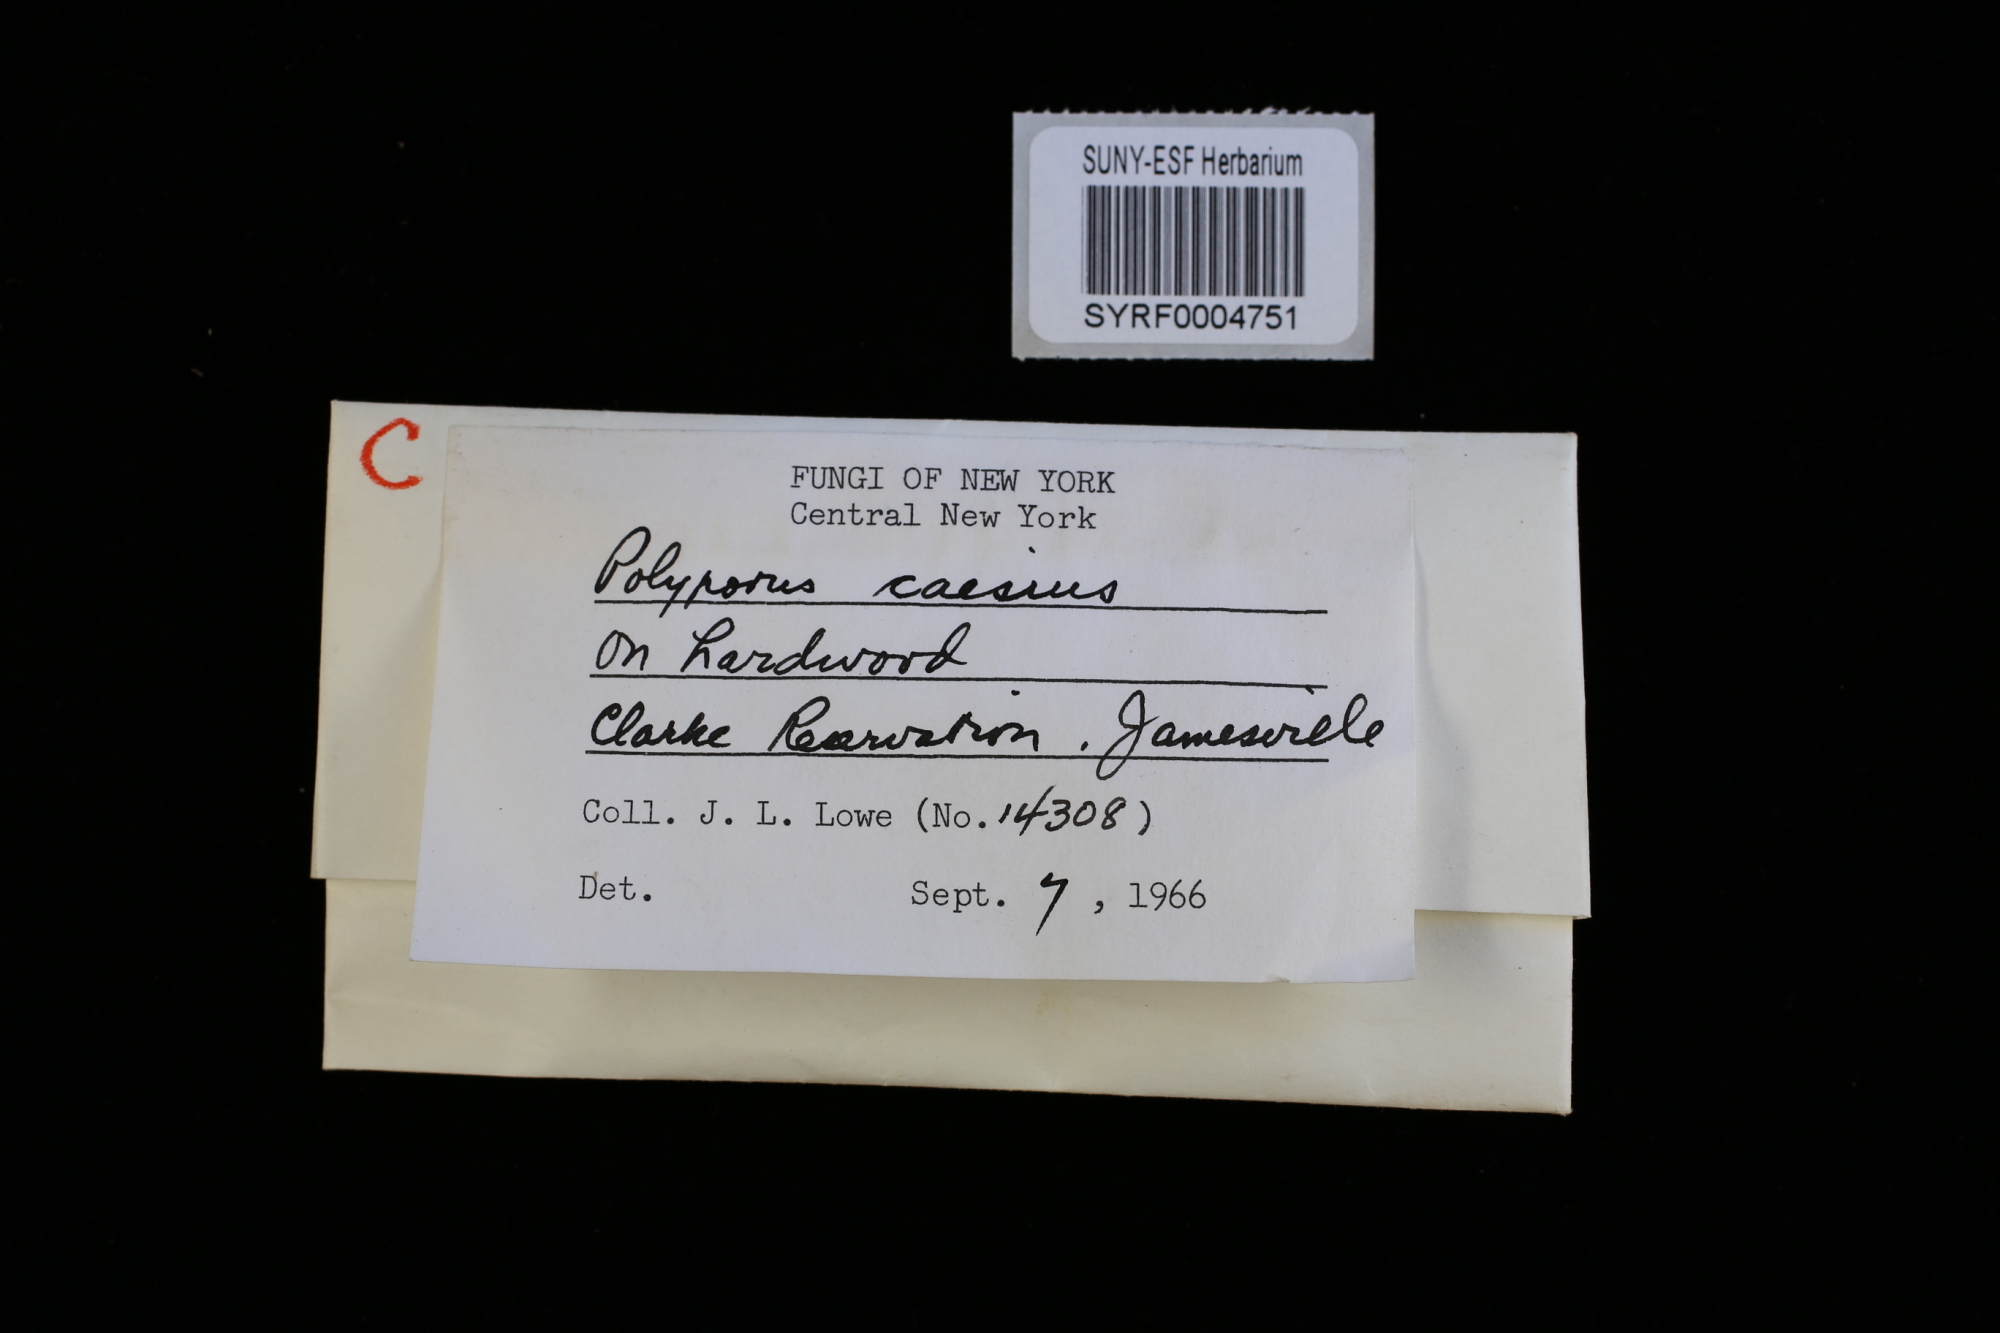 SUNY-ESF Herbarium
SYRF0004751
C
FUNGI OF NEW YORK
Central New York
Polyporus caesius
On hardwood
Clarke Reservation, Jamesville
Coll. J. L. Lowe (No. 14308)
Det. Sept. 7, 1966